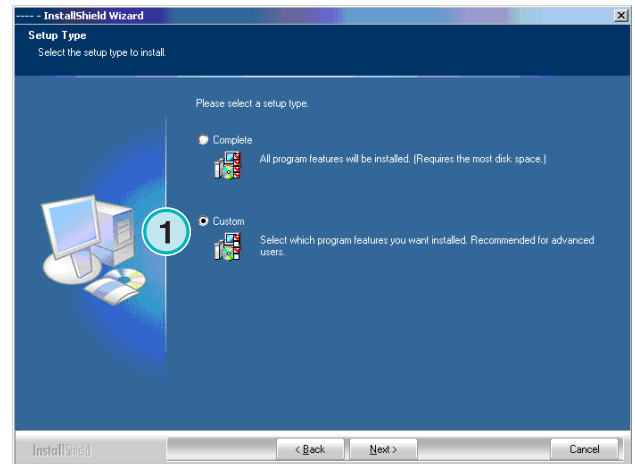 ---- - InstallShield Wizard
Setup Type
Select the setup type to install.
Please select a setup type.
Complete
All program features will be installed. (Requires the most disk space.)
1
Custom
Select which program features you want installed. Recommended for advanced
users.
InstallShield
< Back
Next >
Cancel